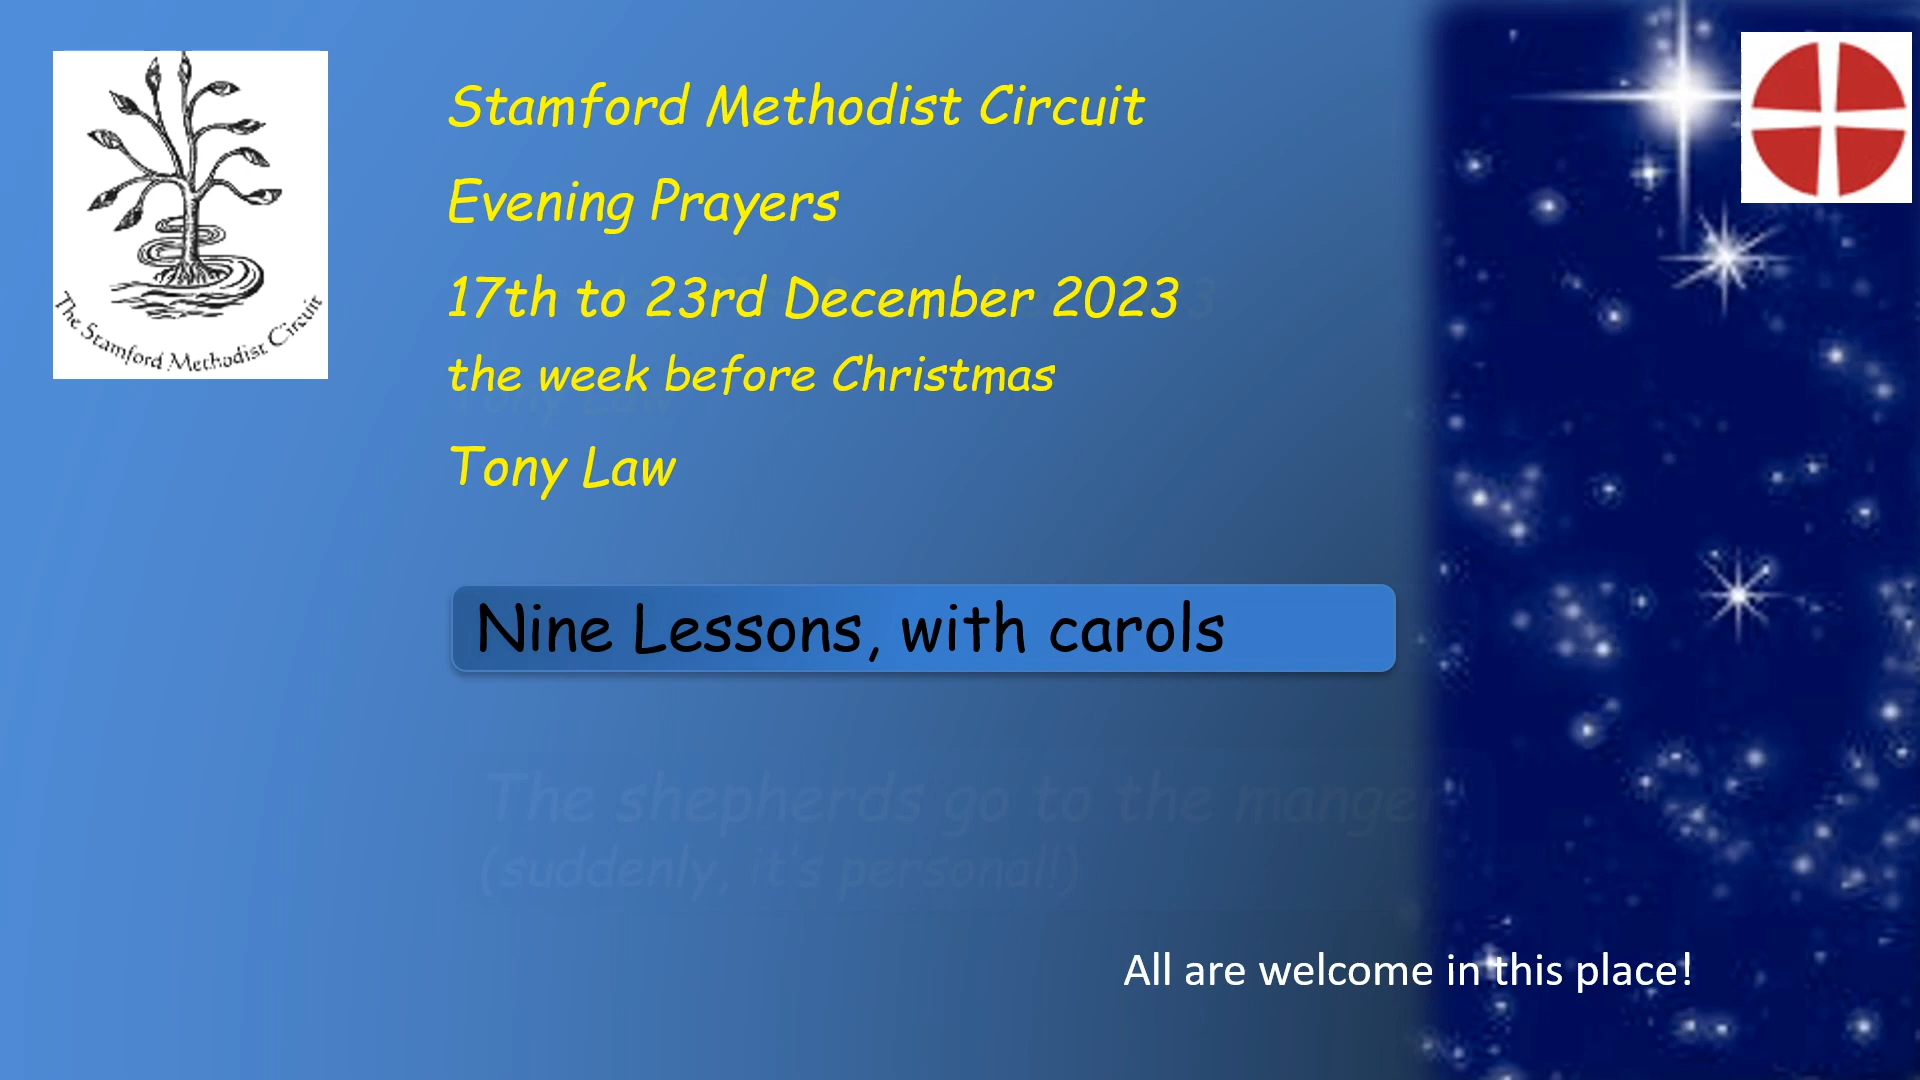 The Stamford Methodist Circuit
Stamford Methodist Circuit
Evening Prayers
17th to 23rd December 2023
the week before Christmas
Tony Law
Nine Lessons, with carols
The shepherds go to the manger
(suddenly, it's personal!)
All are welcome in this place!